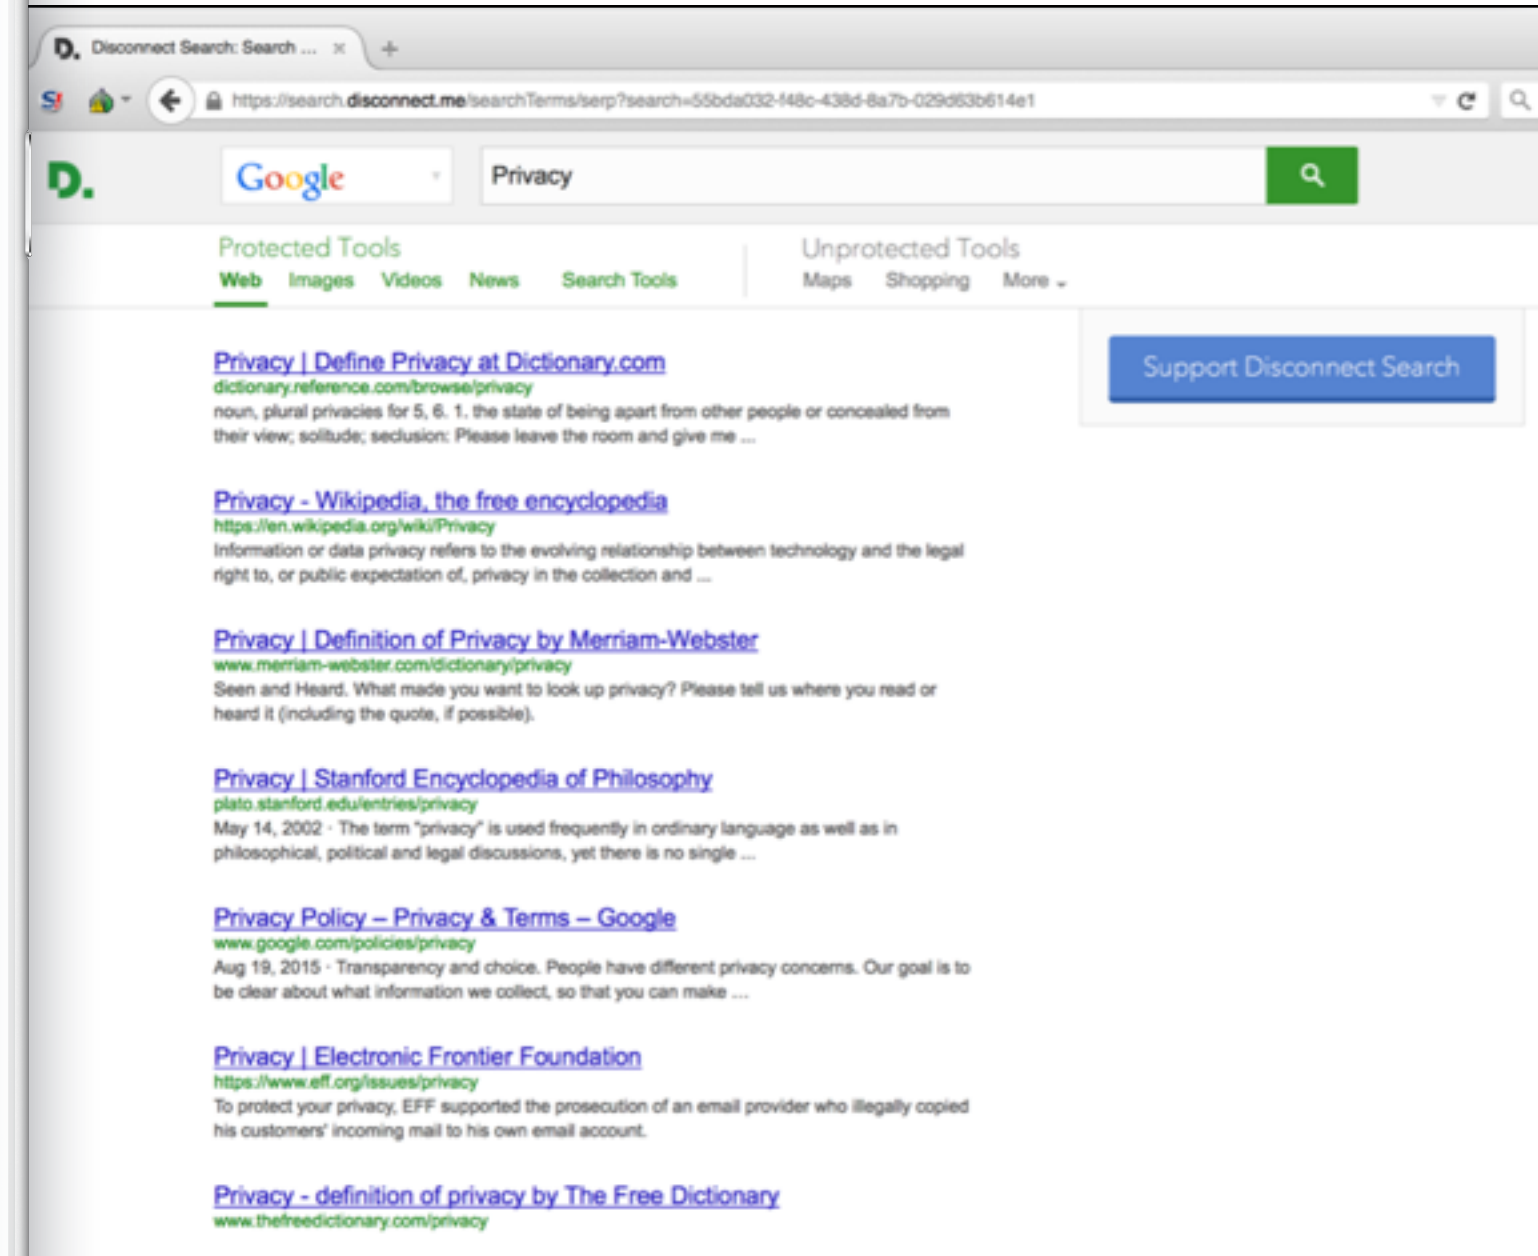 D. Disconnect Search: Search ... × +
https://search.disconnect.me/searchTerms/serp?search=55bda032-f48c-438d-8a7b-029d63b614e1
D. Google Privacy
Protected Tools Unprotected Tools
Web Images Videos News Search Tools Maps Shopping More
Support Disconnect Search
Privacy | Define Privacy at Dictionary.com
dictionary.reference.com/browse/privacy
noun, plural privacies for 5, 6. 1. the state of being apart from other people or concealed from
their view; solitude; seclusion: Please leave the room and give me ...
Privacy - Wikipedia, the free encyclopedia
https://en.wikipedia.org/wiki/Privacy
Information or data privacy refers to the evolving relationship between technology and the legal
right to, or public expectation of, privacy in the collection and ...
Privacy | Definition of Privacy by Merriam-Webster
www.merriam-webster.com/dictionary/privacy
Seen and Heard. What made you want to look up privacy? Please tell us where you read or
heard it (including the quote, if possible).
Privacy | Stanford Encyclopedia of Philosophy
plato.stanford.edu/entries/privacy
May 14, 2002 · The term "privacy" is used frequently in ordinary language as well as in
philosophical, political and legal discussions, yet there is no single ...
Privacy Policy – Privacy & Terms – Google
www.google.com/policies/privacy
Aug 19, 2015 · Transparency and choice. People have different privacy concerns. Our goal is to
be clear about what information we collect, so that you can make ...
Privacy | Electronic Frontier Foundation
https://www.eff.org/issues/privacy
To protect your privacy, EFF supported the prosecution of an email provider who illegally copied
his customers' incoming mail to his own email account.
Privacy - definition of privacy by The Free Dictionary
www.thefreedictionary.com/privacy